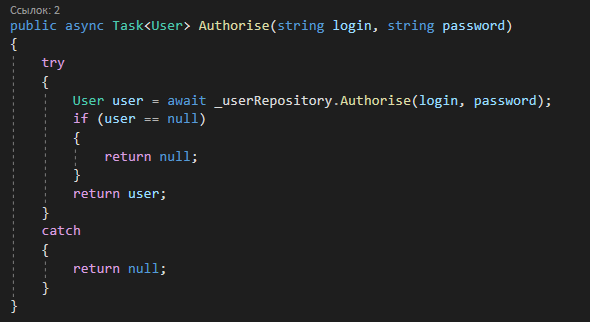 Ссылок: 2
public async Task<User> Authorise(string login, string password)
{
    try
    {
        User user = await _userRepository.Authorise(login, password);
        if (user == null)
        {
            return null;
        }
        return user;
    }
    catch
    {
        return null;
    }
}